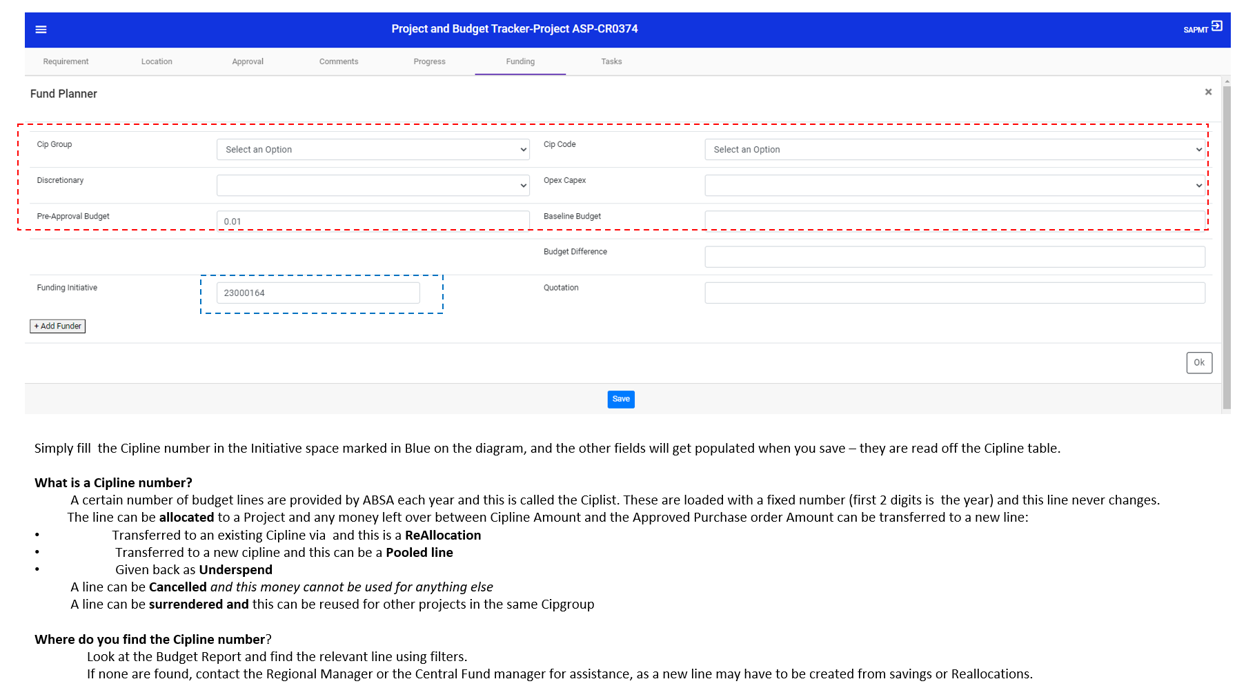 Project and Budget Tracker-Project ASP-CR0374
SAPMT
Requirement Location Approval Comments Progress Funding Tasks
Fund Planner ×
Cip Group Select an Option Cip Code Select an Option
Discretionary Opex Capex
Pre-Approval Budget 0.01 Baseline Budget
Budget Difference
Funding Initiative 23000164 Quotation
+ Add Funder
Ok
Save
Simply fill the Cipline number in the Initiative space marked in Blue on the diagram, and the other fields will get populated when you save – they are read off the Cipline table.
What is a Cipline number?
A certain number of budget lines are provided by ABSA each year and this is called the Ciplist. These are loaded with a fixed number (first 2 digits is the year) and this line never changes.
The line can be allocated to a Project and any money left over between Cipline Amount and the Approved Purchase order Amount can be transferred to a new line:
• Transferred to an existing Cipline via and this is a ReAllocation
• Transferred to a new cipline and this can be a Pooled line
• Given back as Underspend
A line can be Cancelled and this money cannot be used for anything else
A line can be surrendered and this can be reused for other projects in the same Cipgroup
Where do you find the Cipline number?
Look at the Budget Report and find the relevant line using filters.
If none are found, contact the Regional Manager or the Central Fund manager for assistance, as a new line may have to be created from savings or Reallocations.